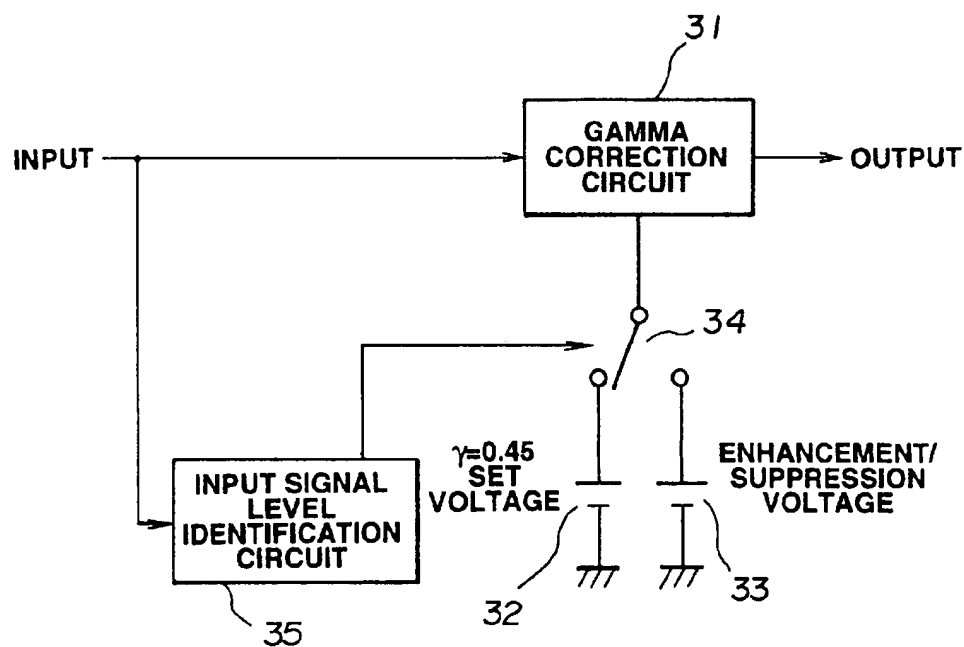 31
GAMMA
CORRECTION
CIRCUIT
INPUT
OUTPUT
34
γ=0.45
SET
VOLTAGE
ENHANCEMENT/
SUPPRESSION
VOLTAGE
INPUT SIGNAL
LEVEL
IDENTIFICATION
CIRCUIT
32
33
35